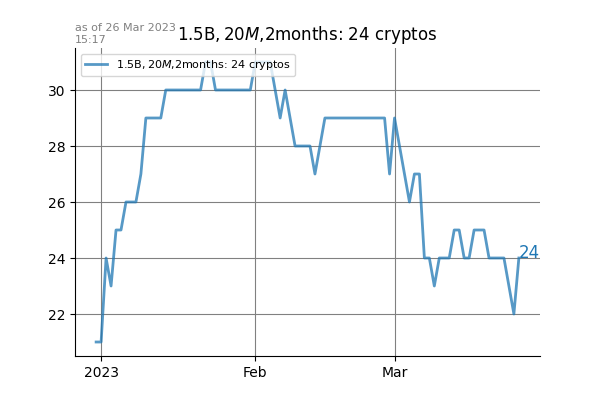 as of 26 Mar 2023
15:17
1.5B, 20M,2months: 24 cryptos
1.5B, 20M,2months: 24 cryptos
30
28
26
24
22
24
2023
Feb
Mar